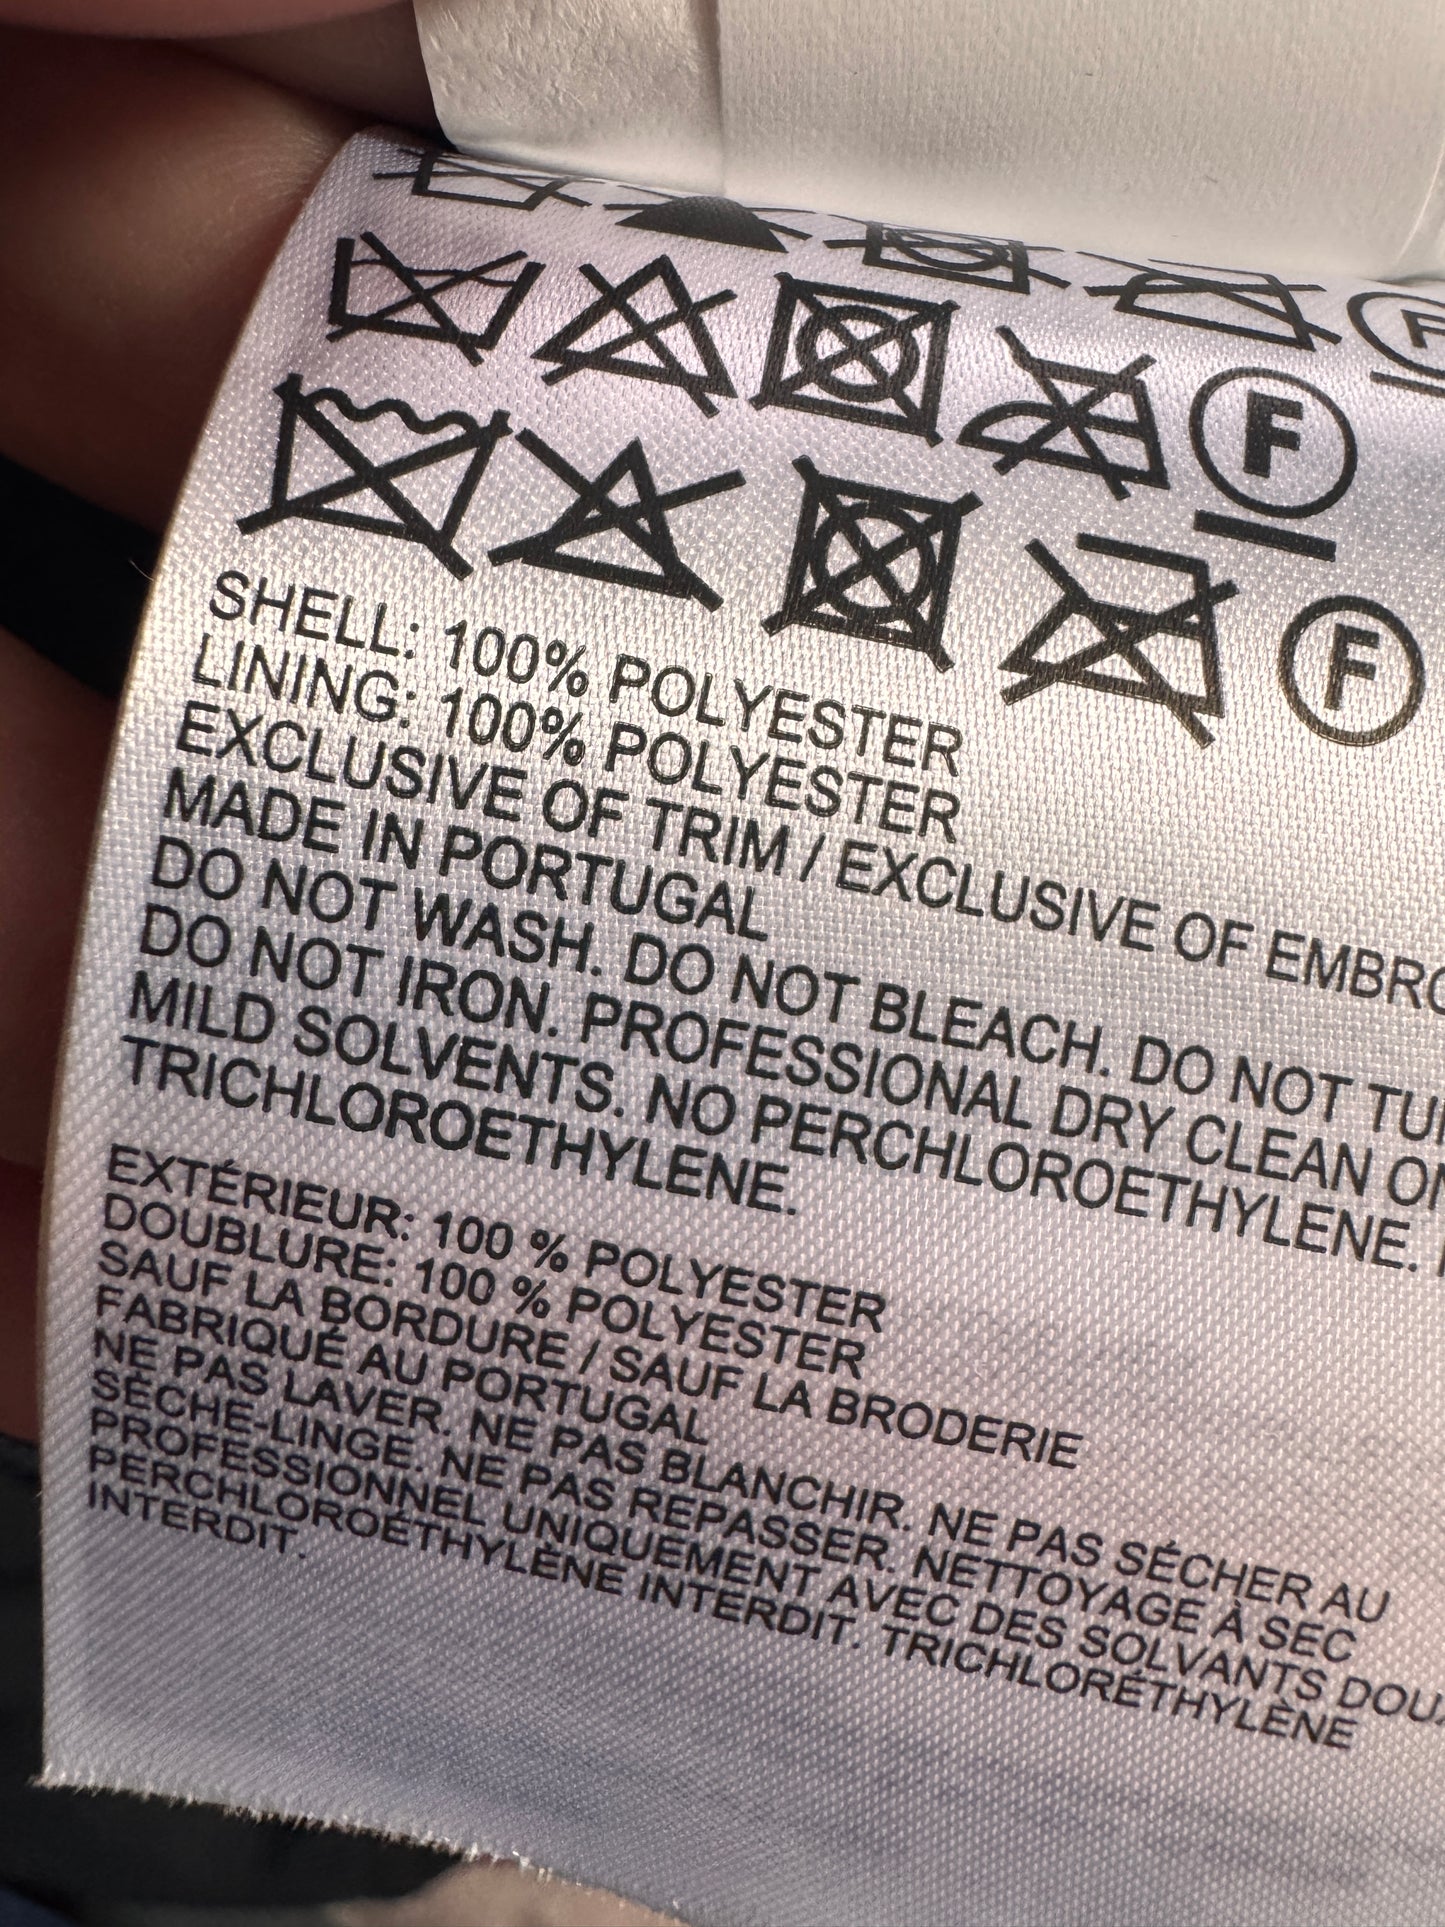 F
F
F
SHELL: 100% POLYESTER
LINING: 100% POLYESTER
EXCLUSIVE OF TRIM / EXCLUSIVE OF
MADE IN PORTUGAL
DO NOT WASH. DO NOT BLEACH. DO NOT
DO NOT IRON. PROFESSIONAL DRY CLEAN
MILD SOLVENTS. NO PERCHLOROETHYLENE.
TRICHLOROETHYLENE.
EXTÉRIEUR: 100 % POLYESTER
DOUBLURE: 100 % POLYESTER
SAUF LA BORDURE / SAUF LA BRODERIE
FABRIQUÉ AU PORTUGAL
NE PAS LAVER. NE PAS BLANCHIR. NE PAS SÉCHER AU
SÈCHE-LINGE. NE PAS REPASSER. NETTOYAGE À SEC
PROFESSIONNEL UNIQUEMENT AVEC DES SOLVANTS
PERCHLOROÉTHYLÈNE INTERDIT. TRICHLORÉTHYLÈNE
INTERDIT.